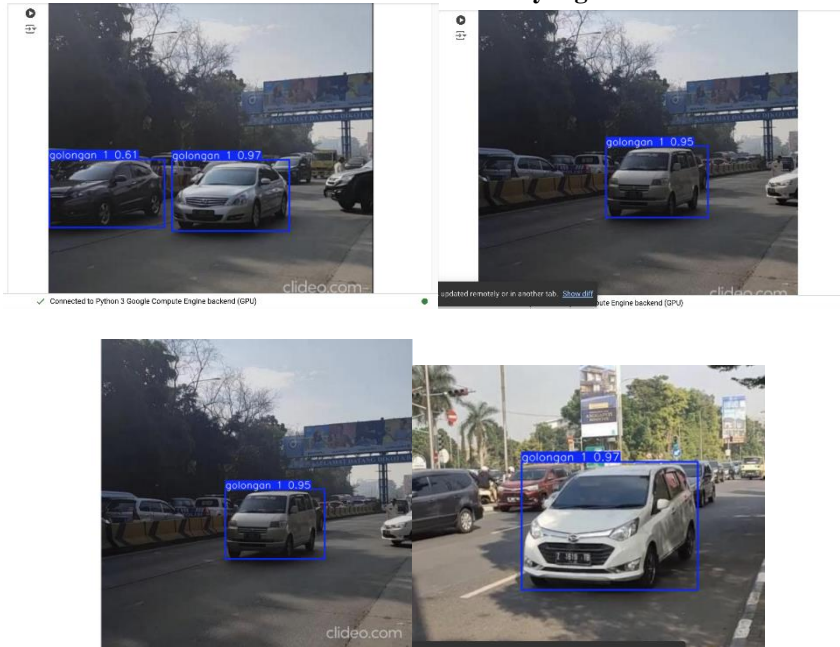 golongan 1 0.61
golongan 1 0.97
clideo.com
Connected to Python 3 Google Compute Engine backend (GPU)
golongan 1 0.95
clideo.com
updated remotely or in another tab. Show diff
ute Engine backend (GPU)
golongan 1 0.95
clideo.com
golongan 1 0.97